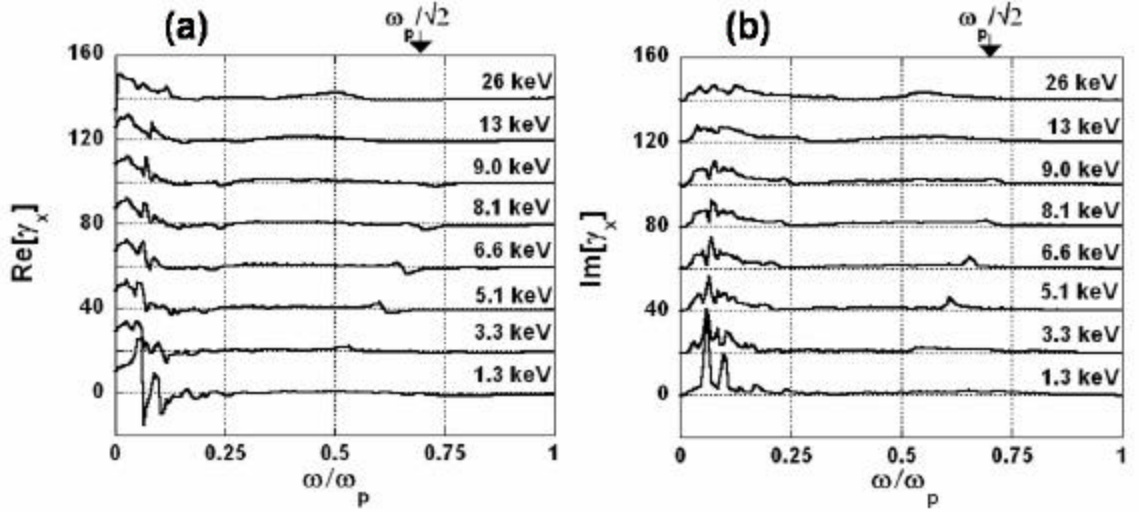 (a)
ω_p/√2
Re[γ_x]
160
120
80
40
0
26 keV
13 keV
9.0 keV
8.1 keV
6.6 keV
5.1 keV
3.3 keV
1.3 keV
0 0.25 0.5 0.75 1
ω/ω_p
(b)
ω_p/√2
Im[γ_x]
160
120
80
40
0
26 keV
13 keV
9.0 keV
8.1 keV
6.6 keV
5.1 keV
3.3 keV
1.3 keV
0 0.25 0.5 0.75 1
ω/ω_p